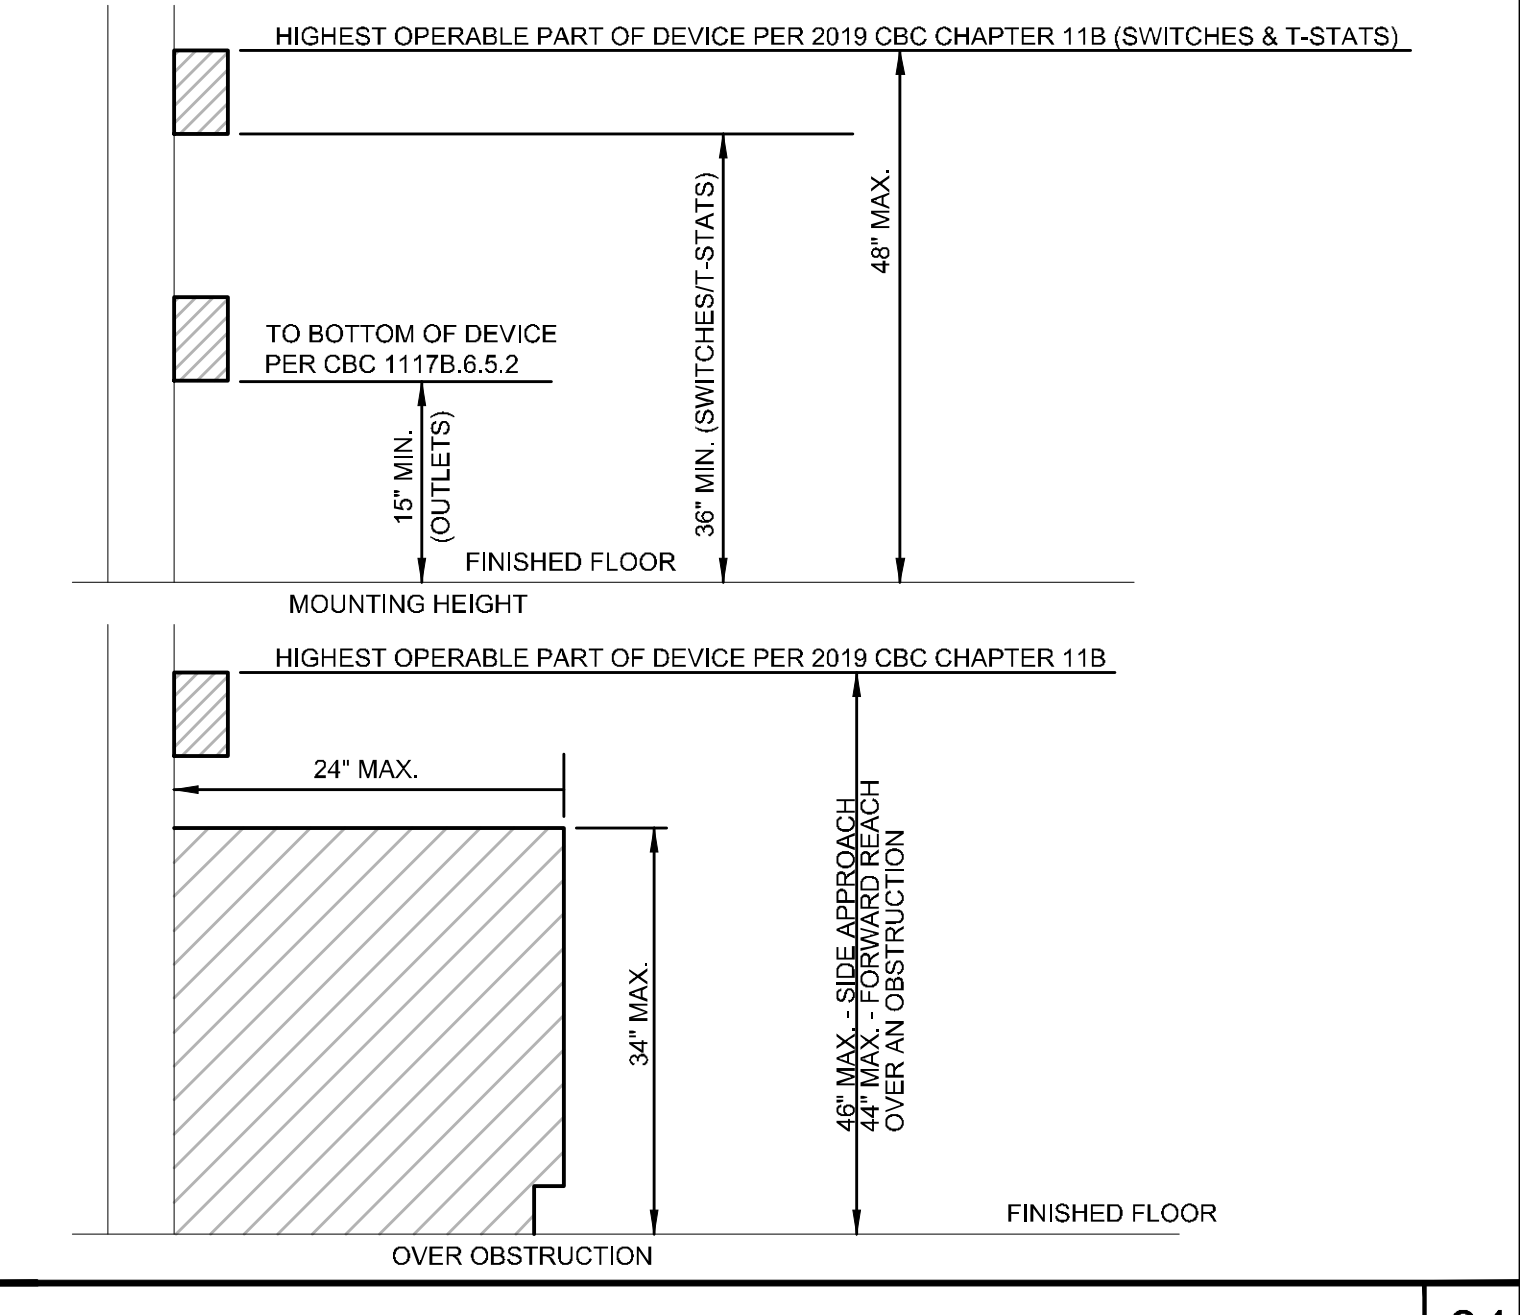 HIGHEST OPERABLE PART OF DEVICE PER 2019 CBC CHAPTER 11B (SWITCHES & T-STATS)
48" MAX.
36" MIN. (SWITCHES/T-STATS)
TO BOTTOM OF DEVICE
PER CBC 1117B.6.5.2
15" MIN.
(OUTLETS)
FINISHED FLOOR
MOUNTING HEIGHT
HIGHEST OPERABLE PART OF DEVICE PER 2019 CBC CHAPTER 11B
24" MAX.
34" MAX.
46" MAX. - SIDE APPROACH
44" MAX. - FORWARD REACH
OVER AN OBSTRUCTION
FINISHED FLOOR
OVER OBSTRUCTION